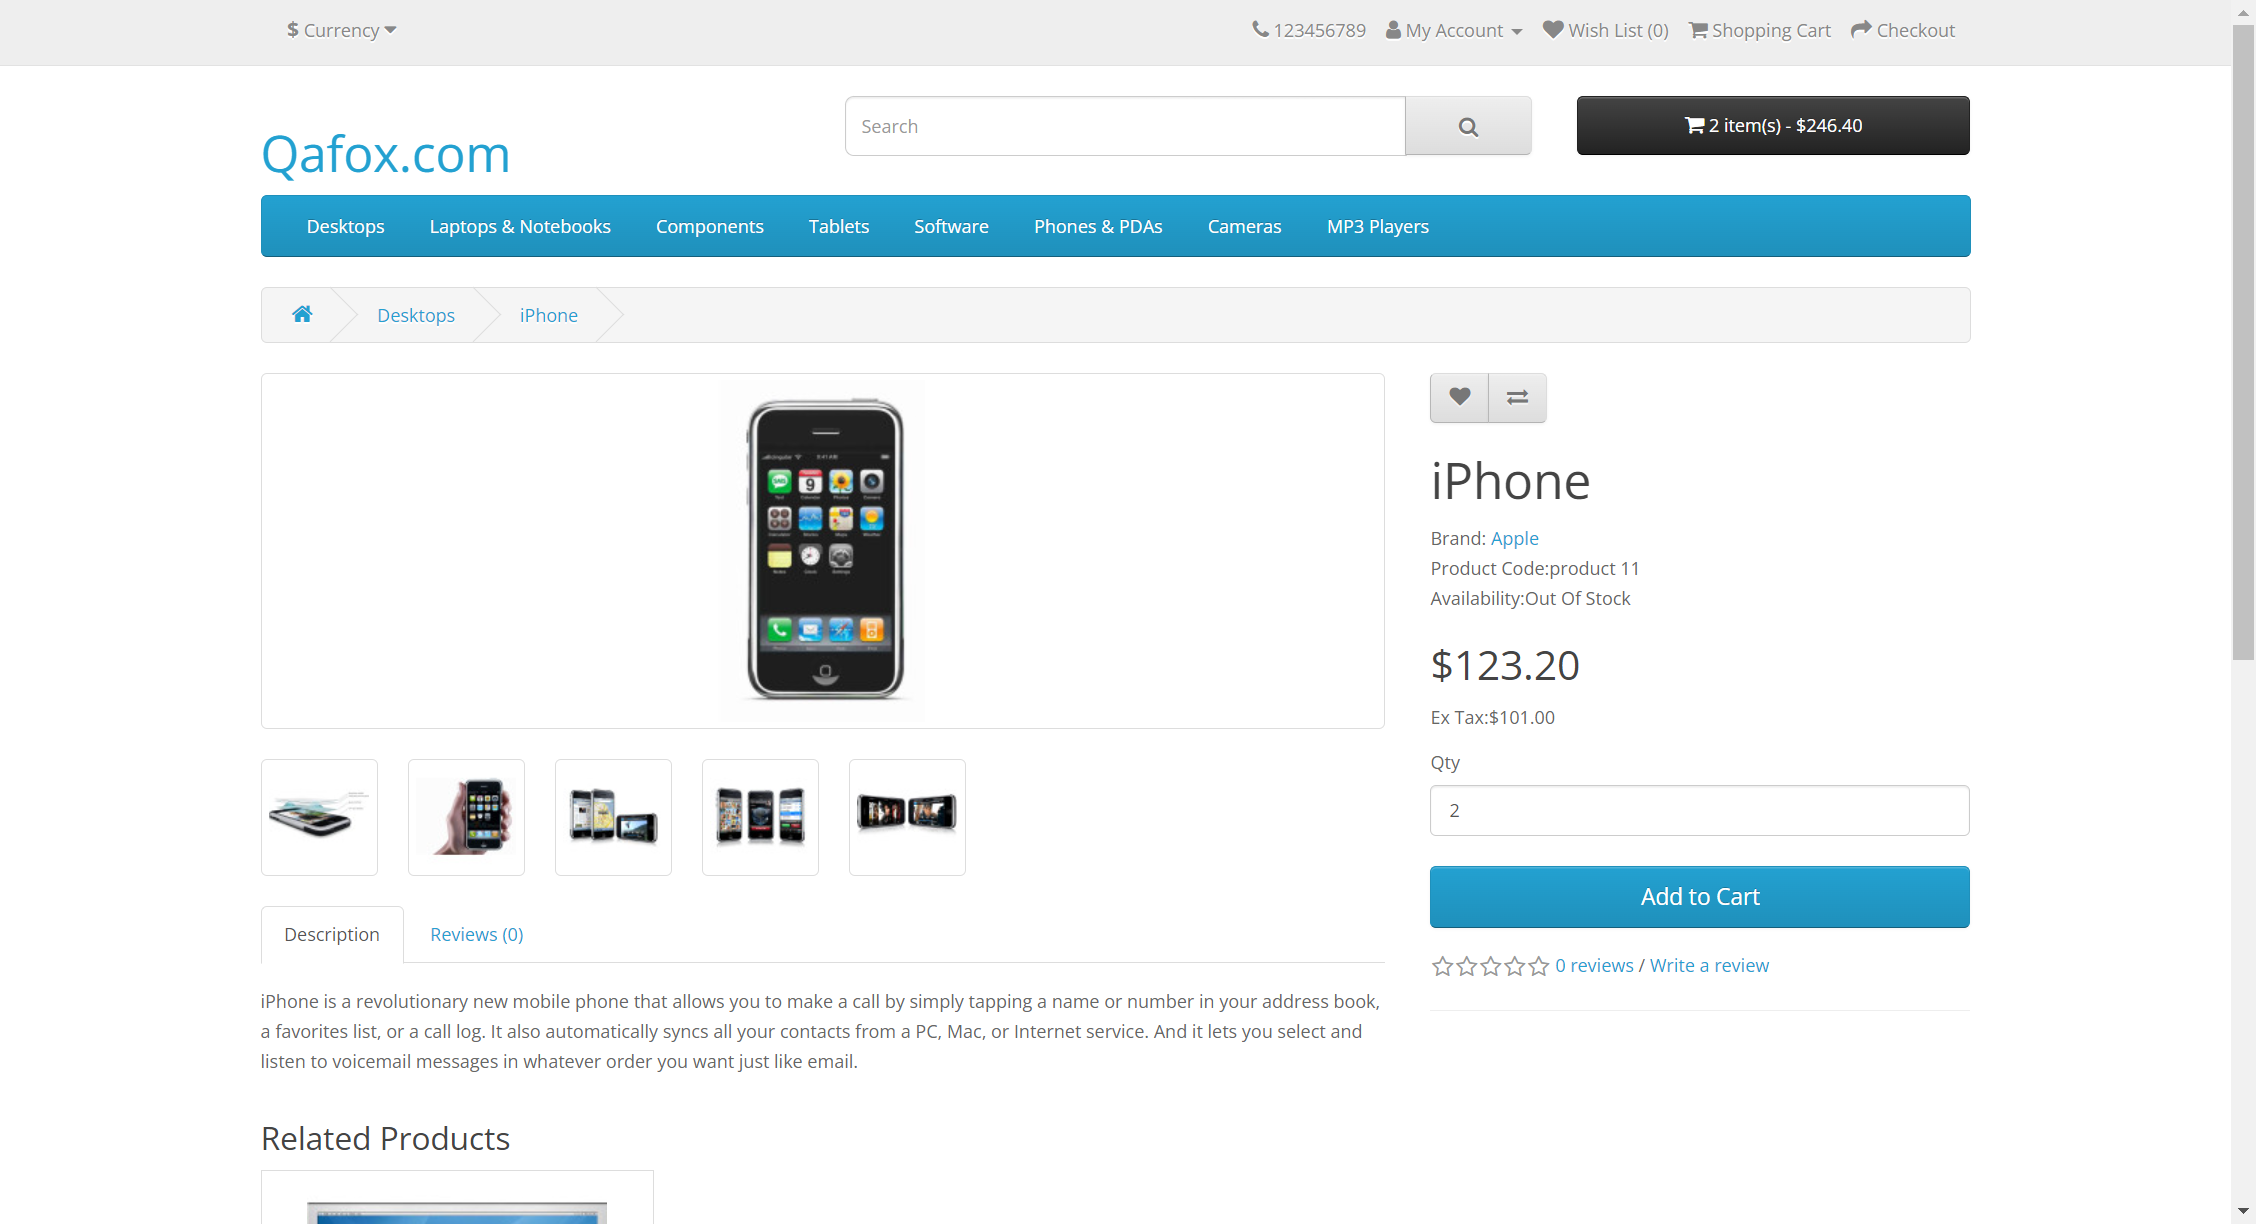 $ Currency
123456789 My Account Wish List (0) Shopping Cart Checkout
Qafox.com
Search
2 item(s) - $246.40
Desktops Laptops & Notebooks Components Tablets Software Phones & PDAs Cameras MP3 Players
Desktops iPhone
iPhone
Brand: Apple
Product Code:product 11
Availability:Out Of Stock
$123.20
Ex Tax:$101.00
Qty
2
Add to Cart
0 reviews / Write a review
Description Reviews (0)
iPhone is a revolutionary new mobile phone that allows you to make a call by simply tapping a name or number in your address book,
a favorites list, or a call log. It also automatically syncs all your contacts from a PC, Mac, or Internet service. And it lets you select and
listen to voicemail messages in whatever order you want just like email.
Related Products